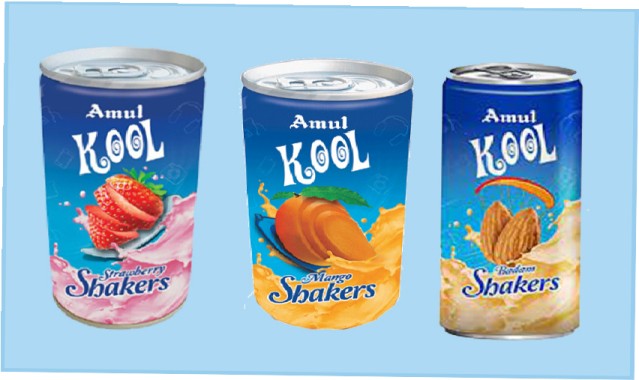 Amul
KOOL
Strawberry
Shakers
Amul
KOOL
Mango
Shakers
Amul
KOOL
Badam
Shakers